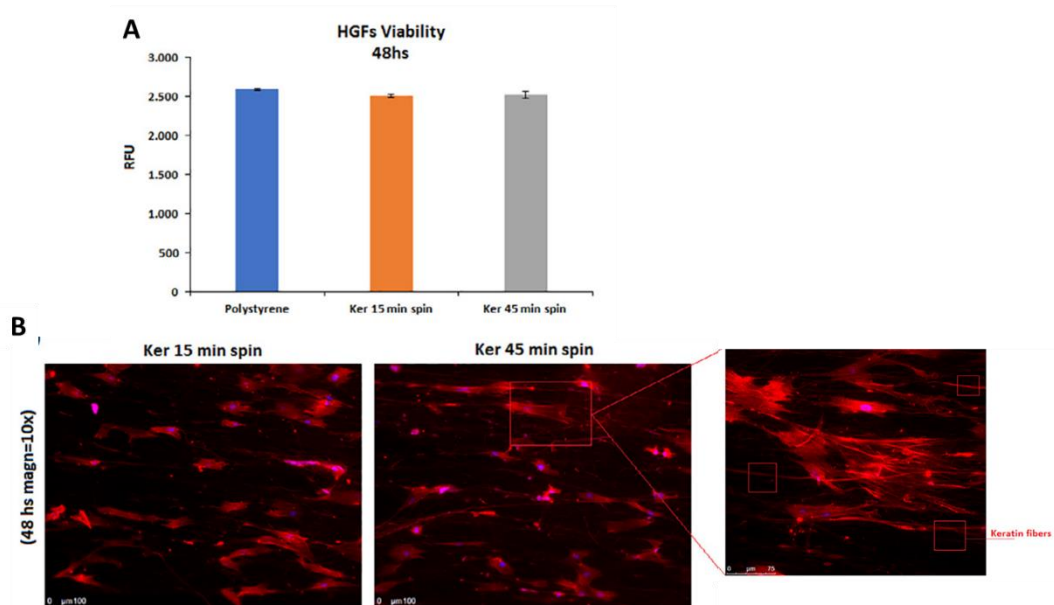 A
HGFs Viability
48hs
3.000
2.500
2.000
1.500
1.000
500
0
RFU
Polystyrene
Ker 15 min spin
Ker 45 min spin
B
Ker 15 min spin
Ker 45 min spin
(48 hs magn=10x)
Keratin fibers
0 µm100
0 µm100
0 µm 75